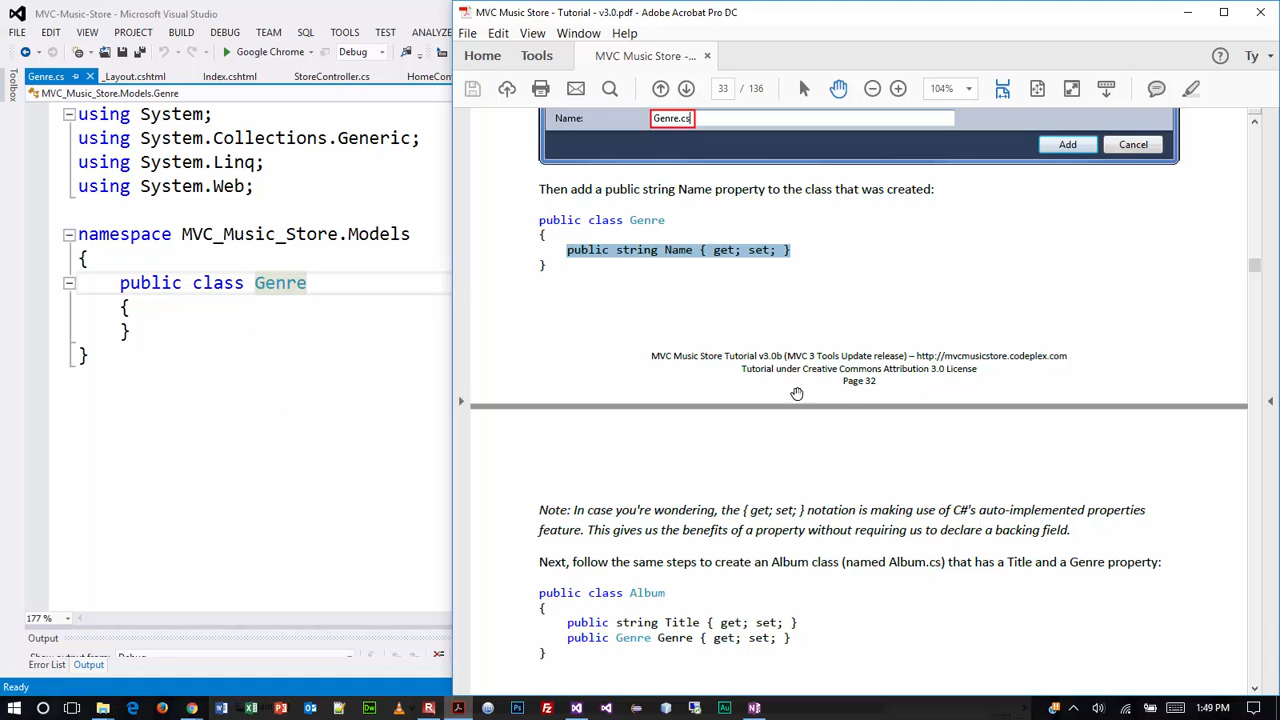 MVC-Music-Store - Microsoft Visual Studio
FILE EDIT VIEW PROJECT BUILD DEBUG TEAM SQL TOOLS TEST ANALYZE
Google Chrome Debug
Toolbox
Genre.cs _Layout.cshtml Index.cshtml StoreController.cs HomeCon
MVC_Music_Store.Models.Genre
using System;
using System.Collections.Generic;
using System.Linq;
using System.Web;
namespace MVC_Music_Store.Models
{
public class Genre
{
}
}
177 %
Output
Show output from: Debug
Error List Output
Ready
MVC Music Store - Tutorial - v3.0.pdf - Adobe Acrobat Pro DC
File Edit View Window Help
Home Tools MVC Music Store -... Ty
33 / 136 104%
Name: Genre.cs
Add Cancel
Then add a public string Name property to the class that was created:
public class Genre
{
public string Name { get; set; }
}
MVC Music Store Tutorial v3.0b (MVC 3 Tools Update release) – http://mvcmusicstore.codeplex.com
Tutorial under Creative Commons Attribution 3.0 License
Page 32
Note: In case you're wondering, the { get; set; } notation is making use of C#'s auto-implemented properties
feature. This gives us the benefits of a property without requiring us to declare a backing field.
Next, follow the same steps to create an Album class (named Album.cs) that has a Title and a Genre property:
public class Album
{
public string Title { get; set; }
public Genre Genre { get; set; }
}
1:49 PM